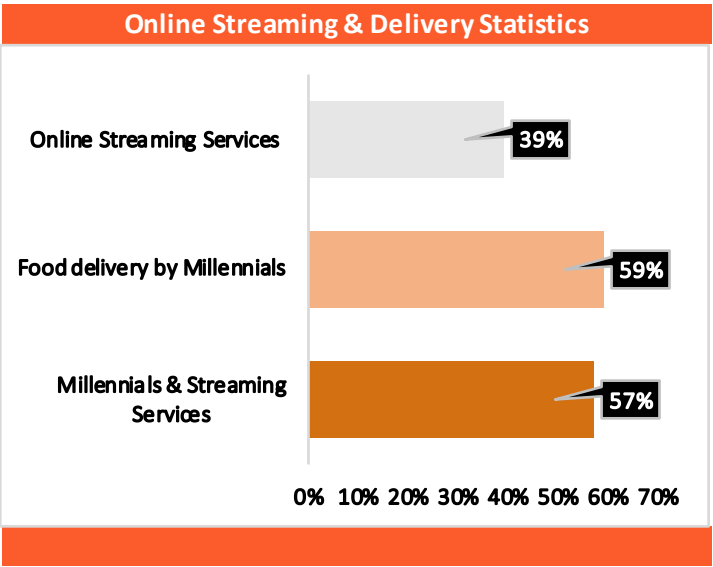 Online Streaming & Delivery Statistics
Online Streaming Services
39%
Food delivery by Millennials
59%
Millennials & Streaming
Services
57%
0% 10% 20% 30% 40% 50% 60% 70%